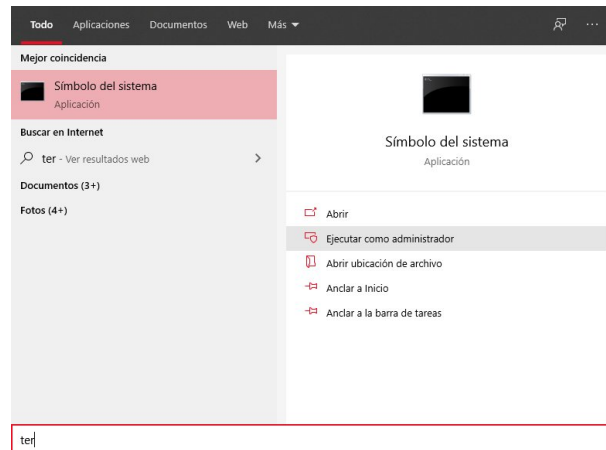 Todo Aplicaciones Documentos Web Más
Mejor coincidencia
Símbolo del sistema
Aplicación
Buscar en Internet
ter - Ver resultados web
Documentos (3+)
Fotos (4+)
Símbolo del sistema
Aplicación
Abrir
Ejecutar como administrador
Abrir ubicación de archivo
Anclar a Inicio
Anclar a la barra de tareas
ter